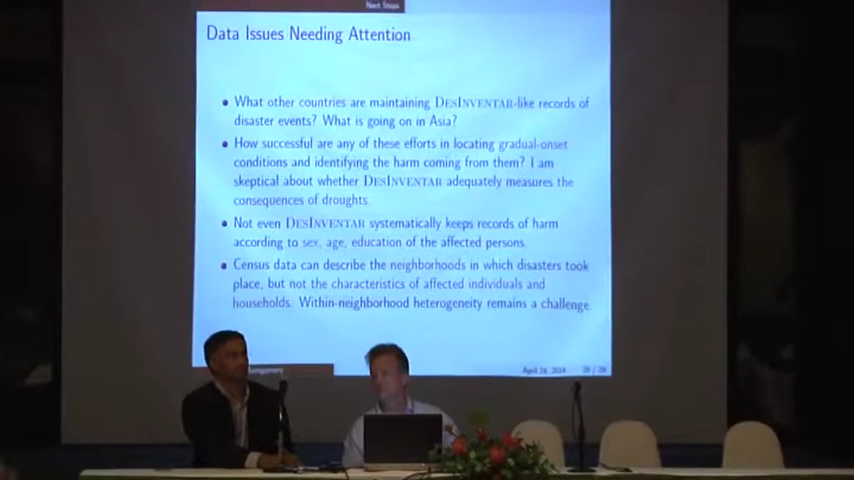 Next Steps
Data Issues Needing Attention
• What other countries are maintaining DESINVENTAR-like records of
disaster events? What is going on in Asia?
• How successful are any of these efforts in locating gradual-onset
conditions and identifying the harm coming from them? I am
skeptical about whether DESINVENTAR adequately measures the
consequences of droughts.
• Not even DESINVENTAR systematically keeps records of harm
according to sex, age, education of the affected persons.
• Census data can describe the neighborhoods in which disasters took
place, but not the characteristics of affected individuals and
households. Within-neighborhood heterogeneity remains a challenge.
ontgomery
April 24, 2014 26 / 26